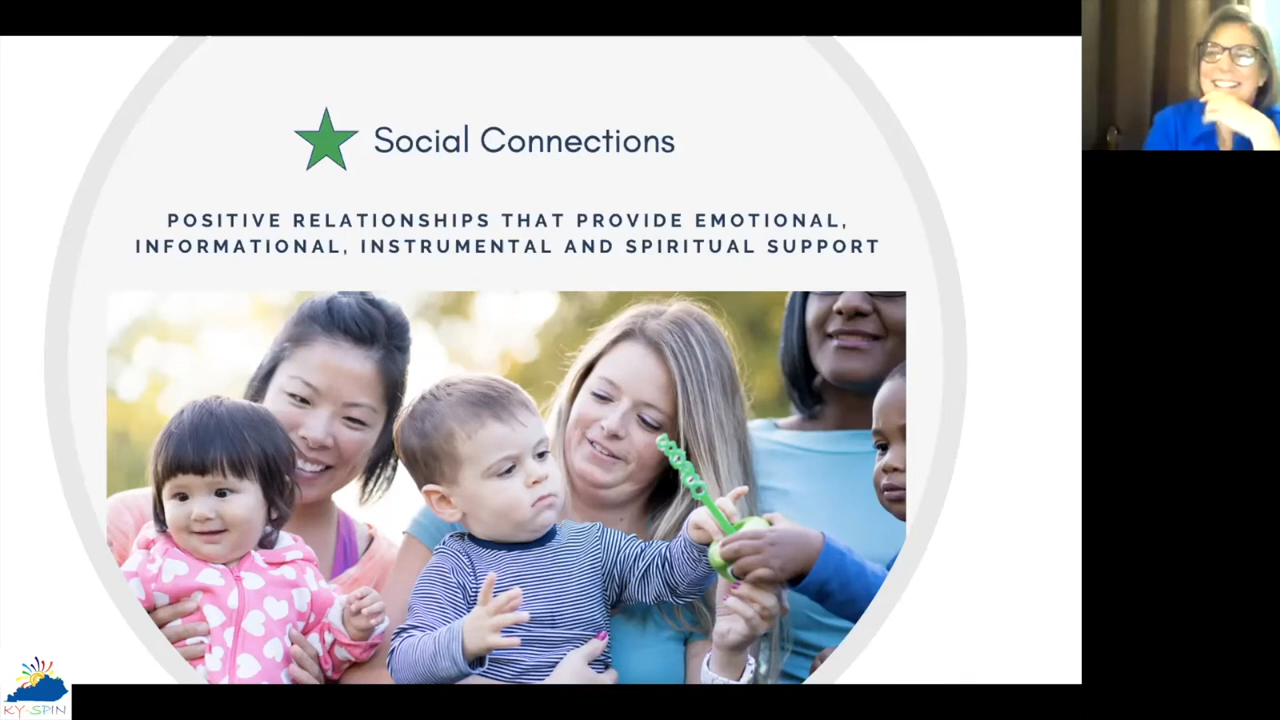 Social Connections
POSITIVE RELATIONSHIPS THAT PROVIDE EMOTIONAL,
INFORMATIONAL, INSTRUMENTAL AND SPIRITUAL SUPPORT
KY-SPIN